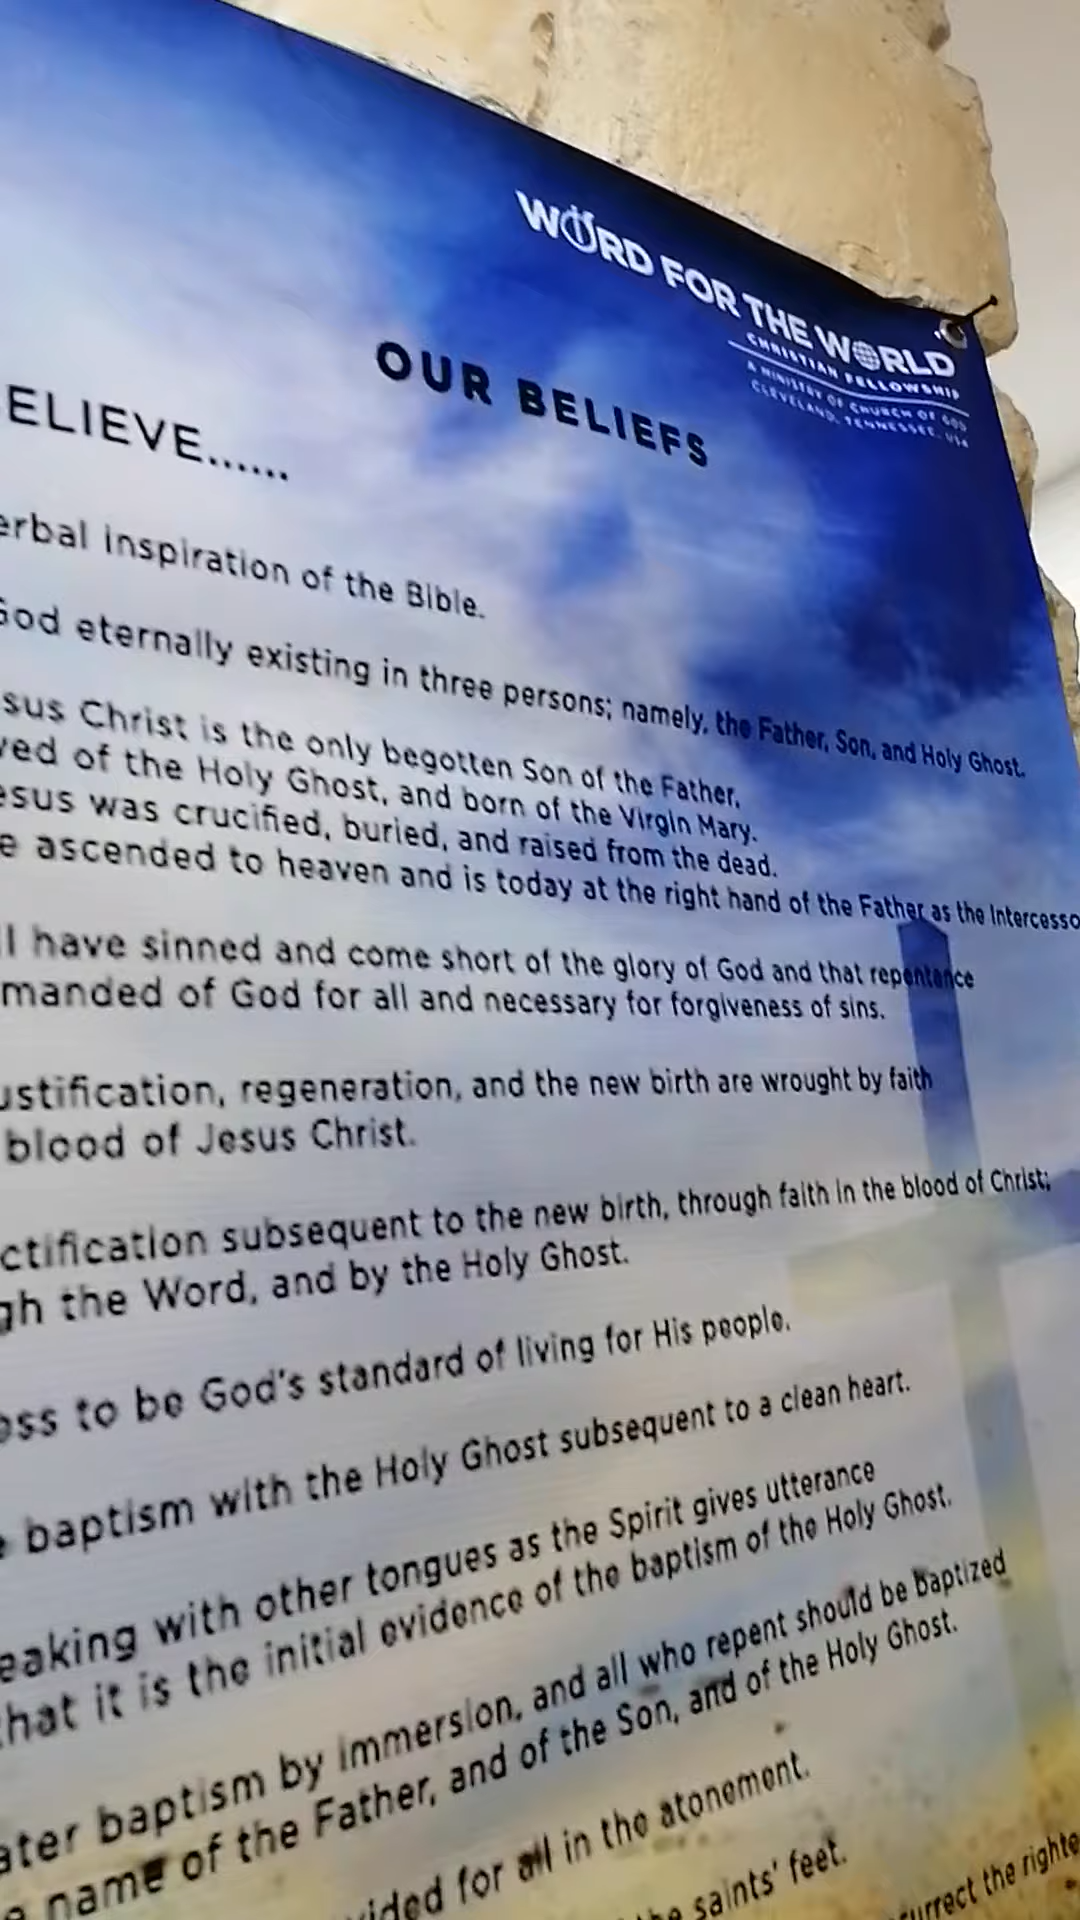 WORD FOR THE WORLD
CHRISTIAN FELLOWSHIP
A MINISTRY OF CHURCH OF GOD
CLEVELAND, TENNESSEE, USA
OUR BELIEFS
ELIEVE......
erbal inspiration of the Bible.
God eternally existing in three persons; namely, the Father, Son, and Holy Ghost.
sus Christ is the only begotten Son of the Father,
ved of the Holy Ghost, and born of the Virgin Mary.
esus was crucified, buried, and raised from the dead.
e ascended to heaven and is today at the right hand of the Father as the Intercesso
ll have sinned and come short of the glory of God and that repentance
manded of God for all and necessary for forgiveness of sins.
ustification, regeneration, and the new birth are wrought by faith
blood of Jesus Christ.
ctification subsequent to the new birth, through faith in the blood of Christ;
gh the Word, and by the Holy Ghost.
ess to be God's standard of living for His people.
e baptism with the Holy Ghost subsequent to a clean heart.
eaking with other tongues as the Spirit gives utterance
that it is the initial evidence of the baptism of the Holy Ghost.
ater baptism by immersion, and all who repent should be baptized
e name of the Father, and of the Son, and of the Holy Ghost.
vided for all in the atonement.
the saints' feet.
surrect the righte